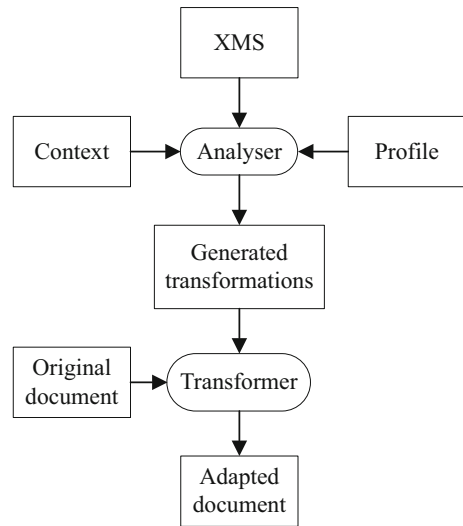 XMS
Context
Analyser
Profile
Generated
transformations
Original
document
Transformer
Adapted
document